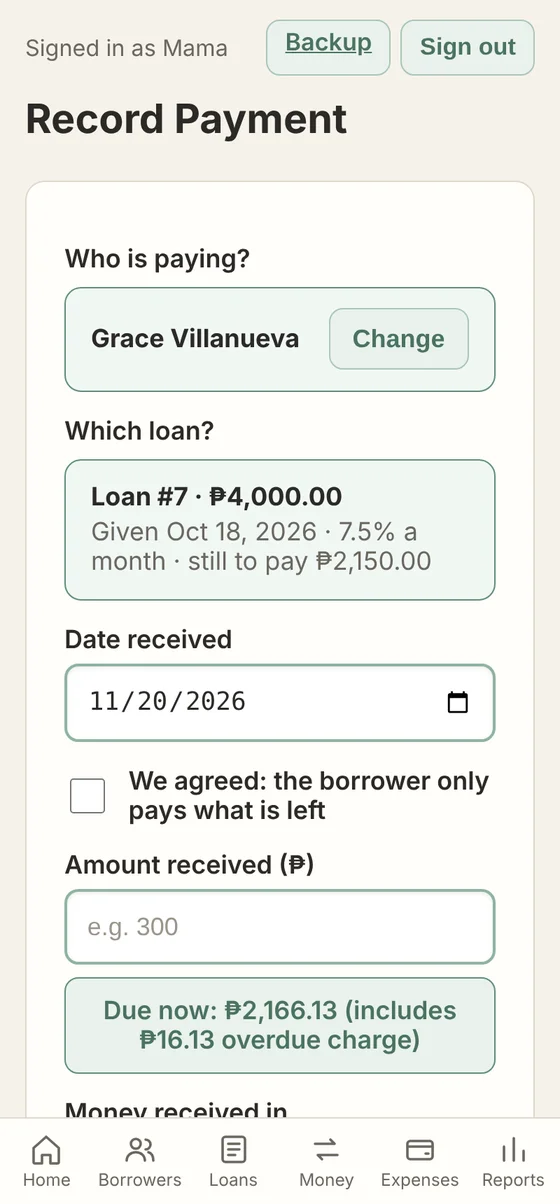 Signed in as Mama
Backup
Sign out
Record Payment
Who is paying?
Grace Villanueva
Change
Which loan?
Loan #7 · ₱4,000.00
Given Oct 18, 2026 · 7.5% a
month · still to pay ₱2,150.00
Date received
11/20/2026
We agreed: the borrower only
pays what is left
Amount received (₱)
e.g. 300
Due now: ₱2,166.13 (includes
₱16.13 overdue charge)
Money received in
Home
Borrowers
Loans
Money
Expenses
Reports